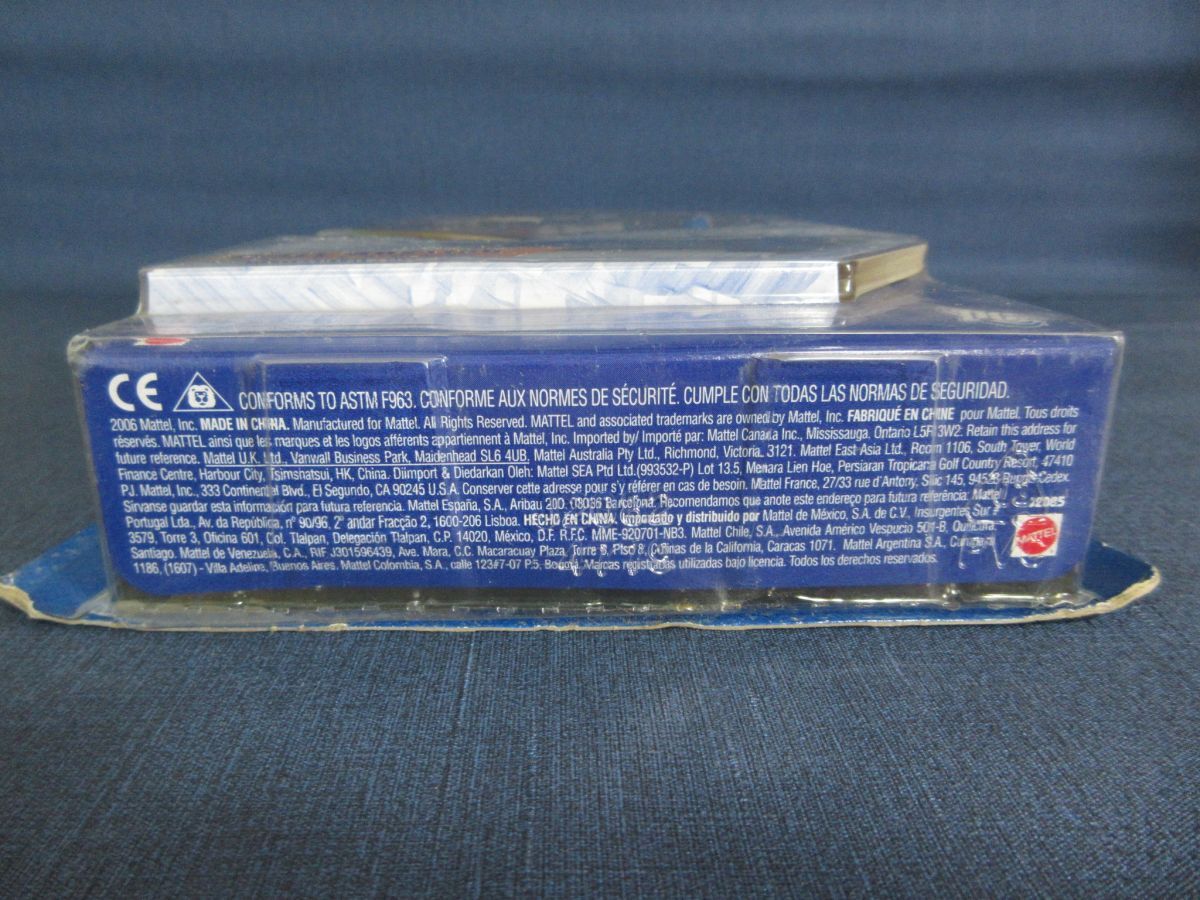 CE CONFORMS TO ASTM F963. CONFORME AUX NORMES DE SÉCURITÉ. CUMPLE CON TODAS LAS NORMAS DE SEGURIDAD.
2006 Mattel, Inc. MADE IN CHINA. Manufactured for Mattel. All Rights Reserved. MATTEL and associated trademarks are owned by Mattel, Inc. FABRIQUÉ EN CHINE pour Mattel. Tous droits
réservés. MATTEL ainsi que les marques et les logos afférents appartiennent à Mattel, Inc. Imported by/ Importé par: Mattel Canada Inc., Mississauga, Ontario L5R 3W2. Retain this address for
future reference. Mattel U.K. Ltd., Vanwall Business Park, Maidenhead SL6 4UB. Mattel Australia Pty Ltd., Richmond, Victoria. 3121. Mattel East Asia Ltd., Room 1106, South Tower, World
Finance Centre, Harbour City, Tsimshatsui, HK, China. Diimport & Diedarkan Oleh: Mattel SEA Ptd Ltd.(993532-P) Lot 13.5, Menara Lien Hoe, Persiaran Tropicana Golf Country Resort, 47410
PJ. Mattel, Inc., 333 Continental Blvd., El Segundo, CA 90245 U.S.A. Conserver cette adresse pour s'y référer en cas de besoin. Mattel France, 27/33 rue d'Antony, Silic 145, 94523 Rungis Cedex.
Sirvanse guardar esta información para futura referencia. Mattel España, S.A., Aribau 200. 08036 Barcelona. Recomendamos que anote este endereço para futura referência. Mattel
Portugal Lda., Av. da República, nº 90/96, 2º andar Fracção 2, 1600-206 Lisboa. HECHO EN CHINA. Importado y distribuido por Mattel de México, S.A. de C.V. Insurgentes Sur #
3579, Torre 3, Oficina 601, Col. Tlalpan, Delegación Tlalpan, C.P. 14020, México, D.F. R.F.C. MME-920701-NB3. Mattel Chile, S.A., Avenida Américo Vespucio 501-B, Quilicura,
Santiago. Mattel de Venezuela, C.A., RIF J301596439, Ave. Mara, C.C. Macaracuay Plaza, Torre B, Piso 8, Colinas de la California, Caracas 1071. Mattel Argentina S.A., Curupaytí
1186, (1607) - Villa Adelina, Buenos Aires. Mattel Colombia, S.A., calle 123#7-07 P.5, Bogotá. Marcas registradas utilizadas bajo licencia. Todos los derechos reservados.
MATTEL